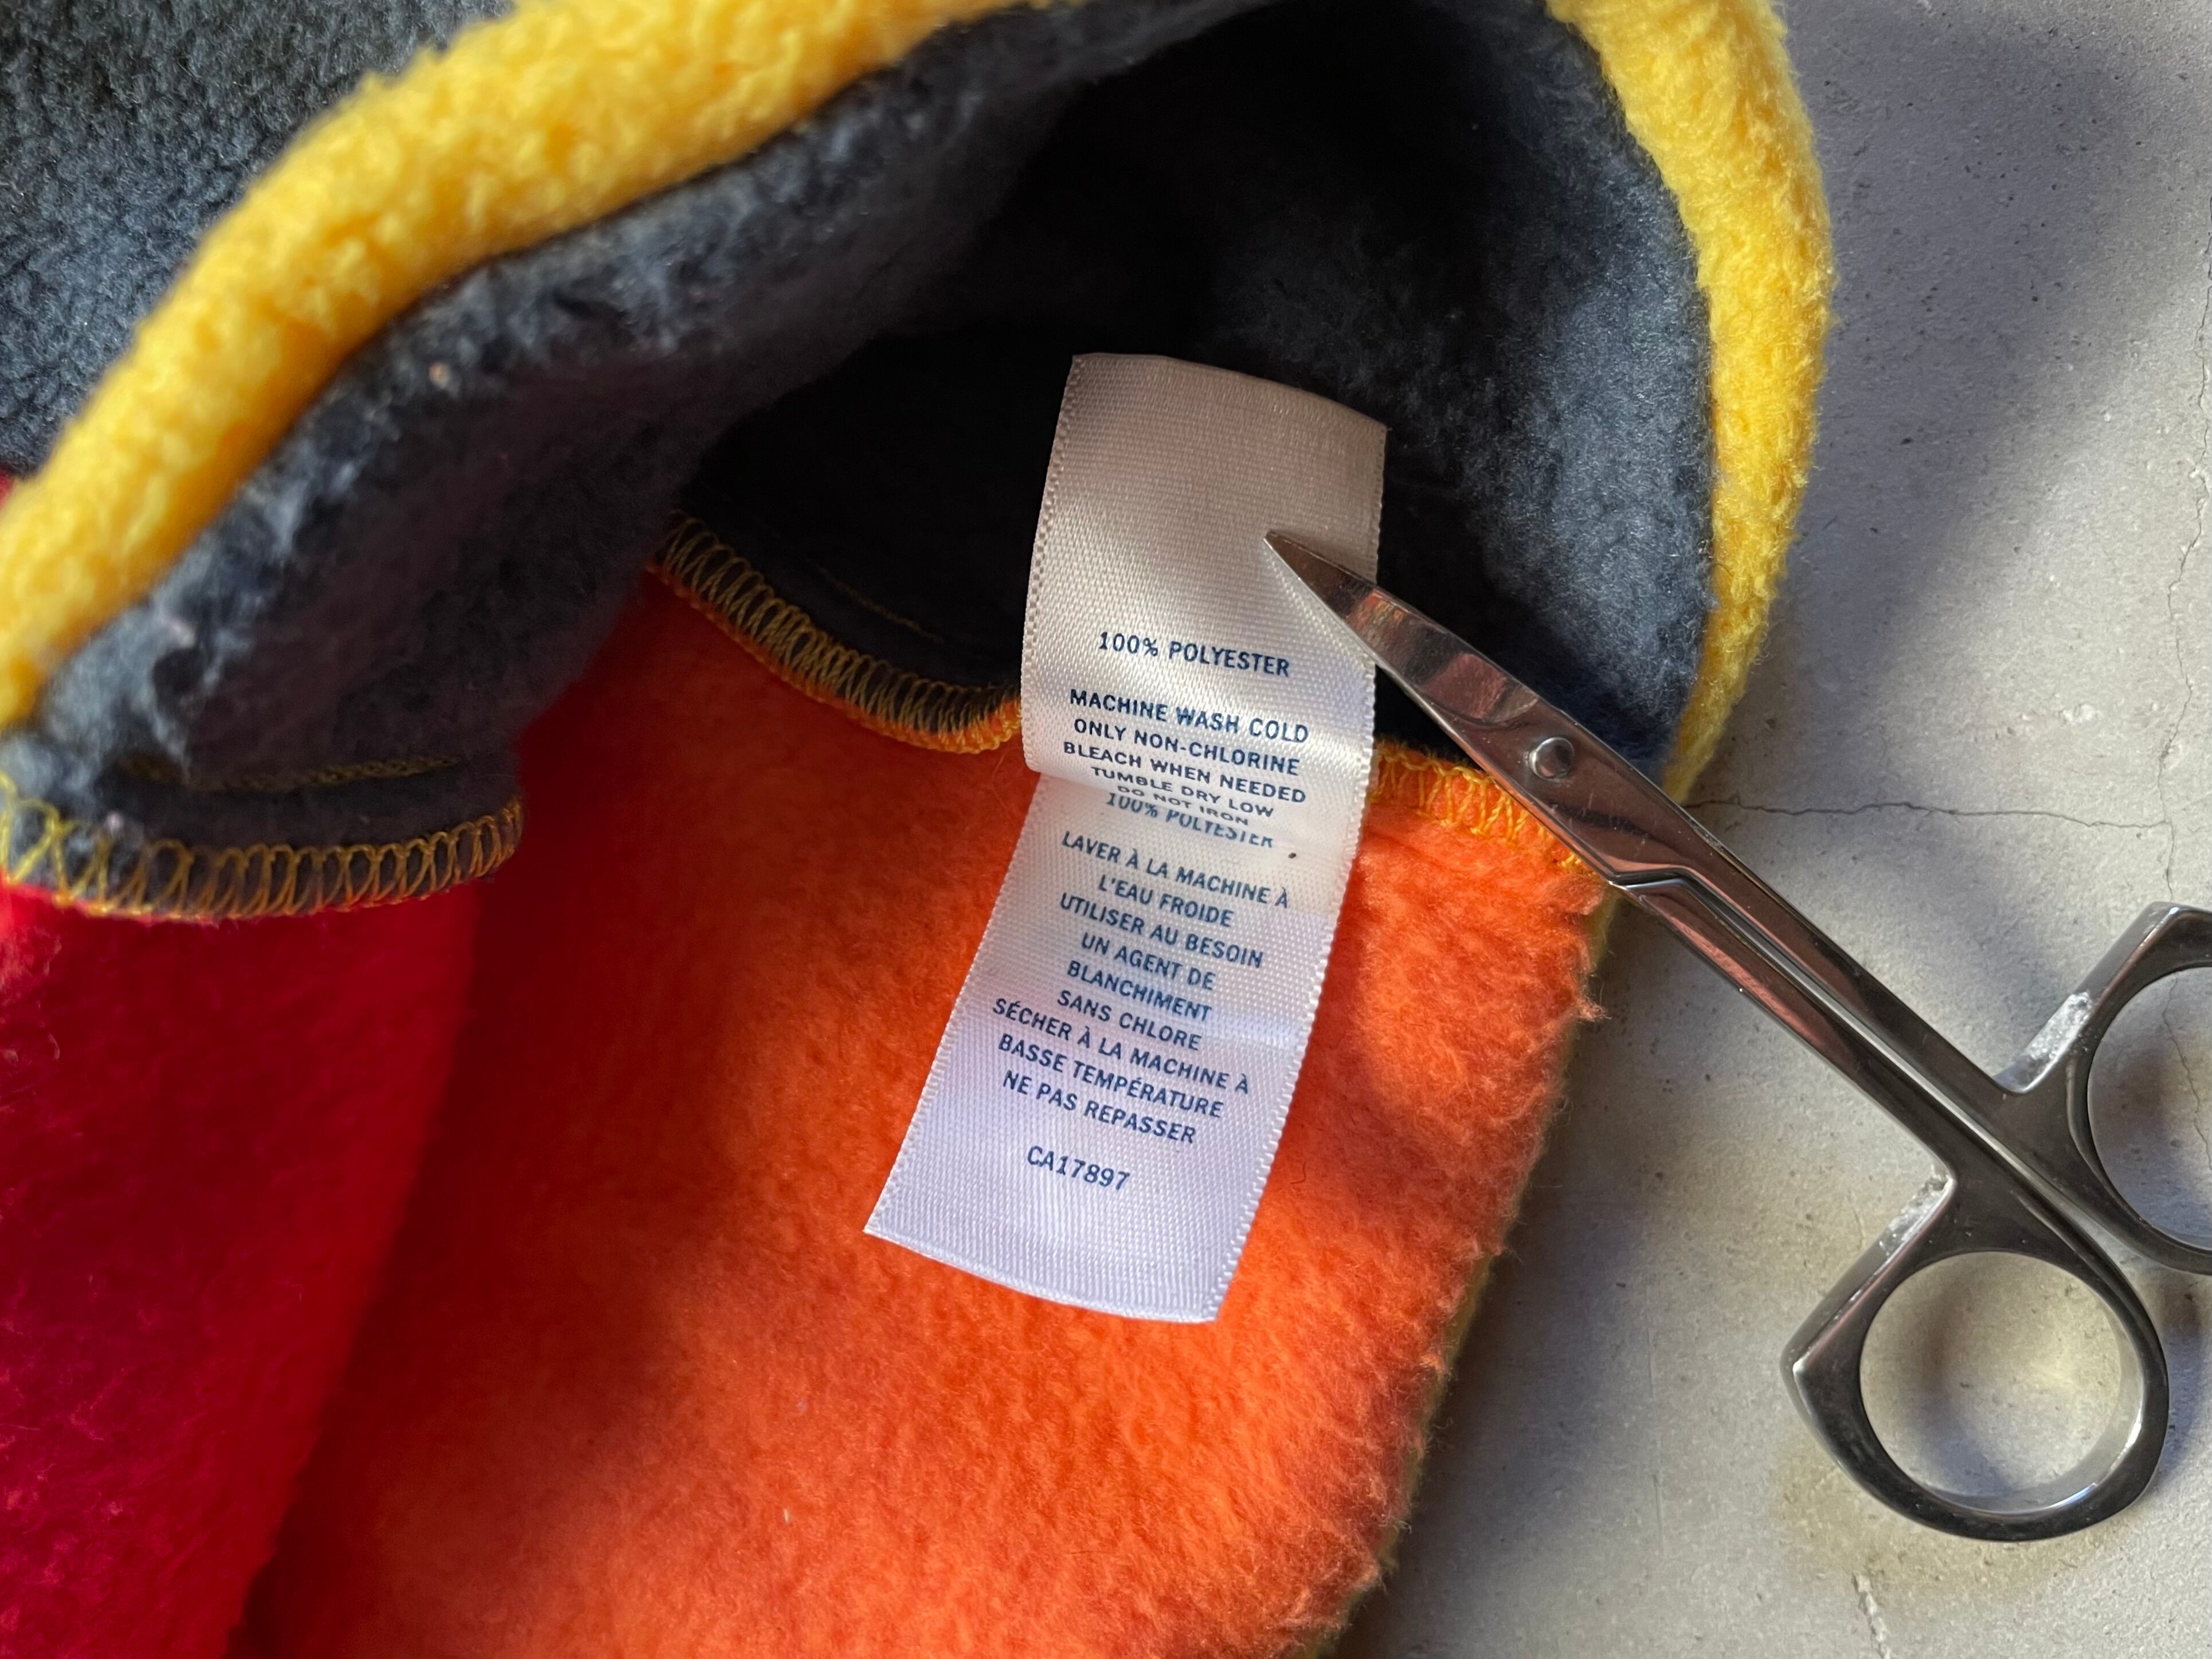 100% POLYESTER
MACHINE WASH COLD
ONLY NON-CHLORINE
BLEACH WHEN NEEDED
TUMBLE DRY LOW
DO NOT IRON
100% POLYESTER
LAVER À LA MACHINE À
L'EAU FROIDE
UTILISER AU BESOIN
UN AGENT DE
BLANCHIMENT
SANS CHLORE
SÉCHER À LA MACHINE À
BASSE TEMPÉRATURE
NE PAS REPASSER
CA17897